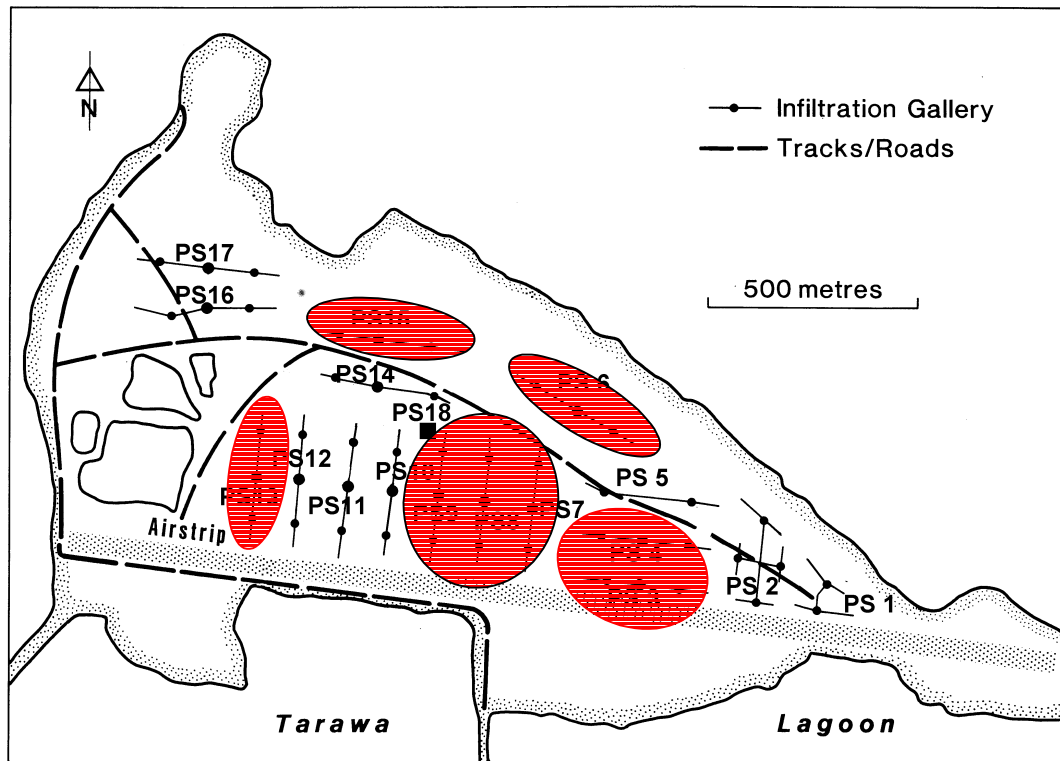 N
Infiltration Gallery
Tracks/Roads
PS17
PS16
500 metres
PS14
PS18
PS12
PS11
PS 5
PS7
Airstrip
PS 2
PS 1
Tarawa
Lagoon